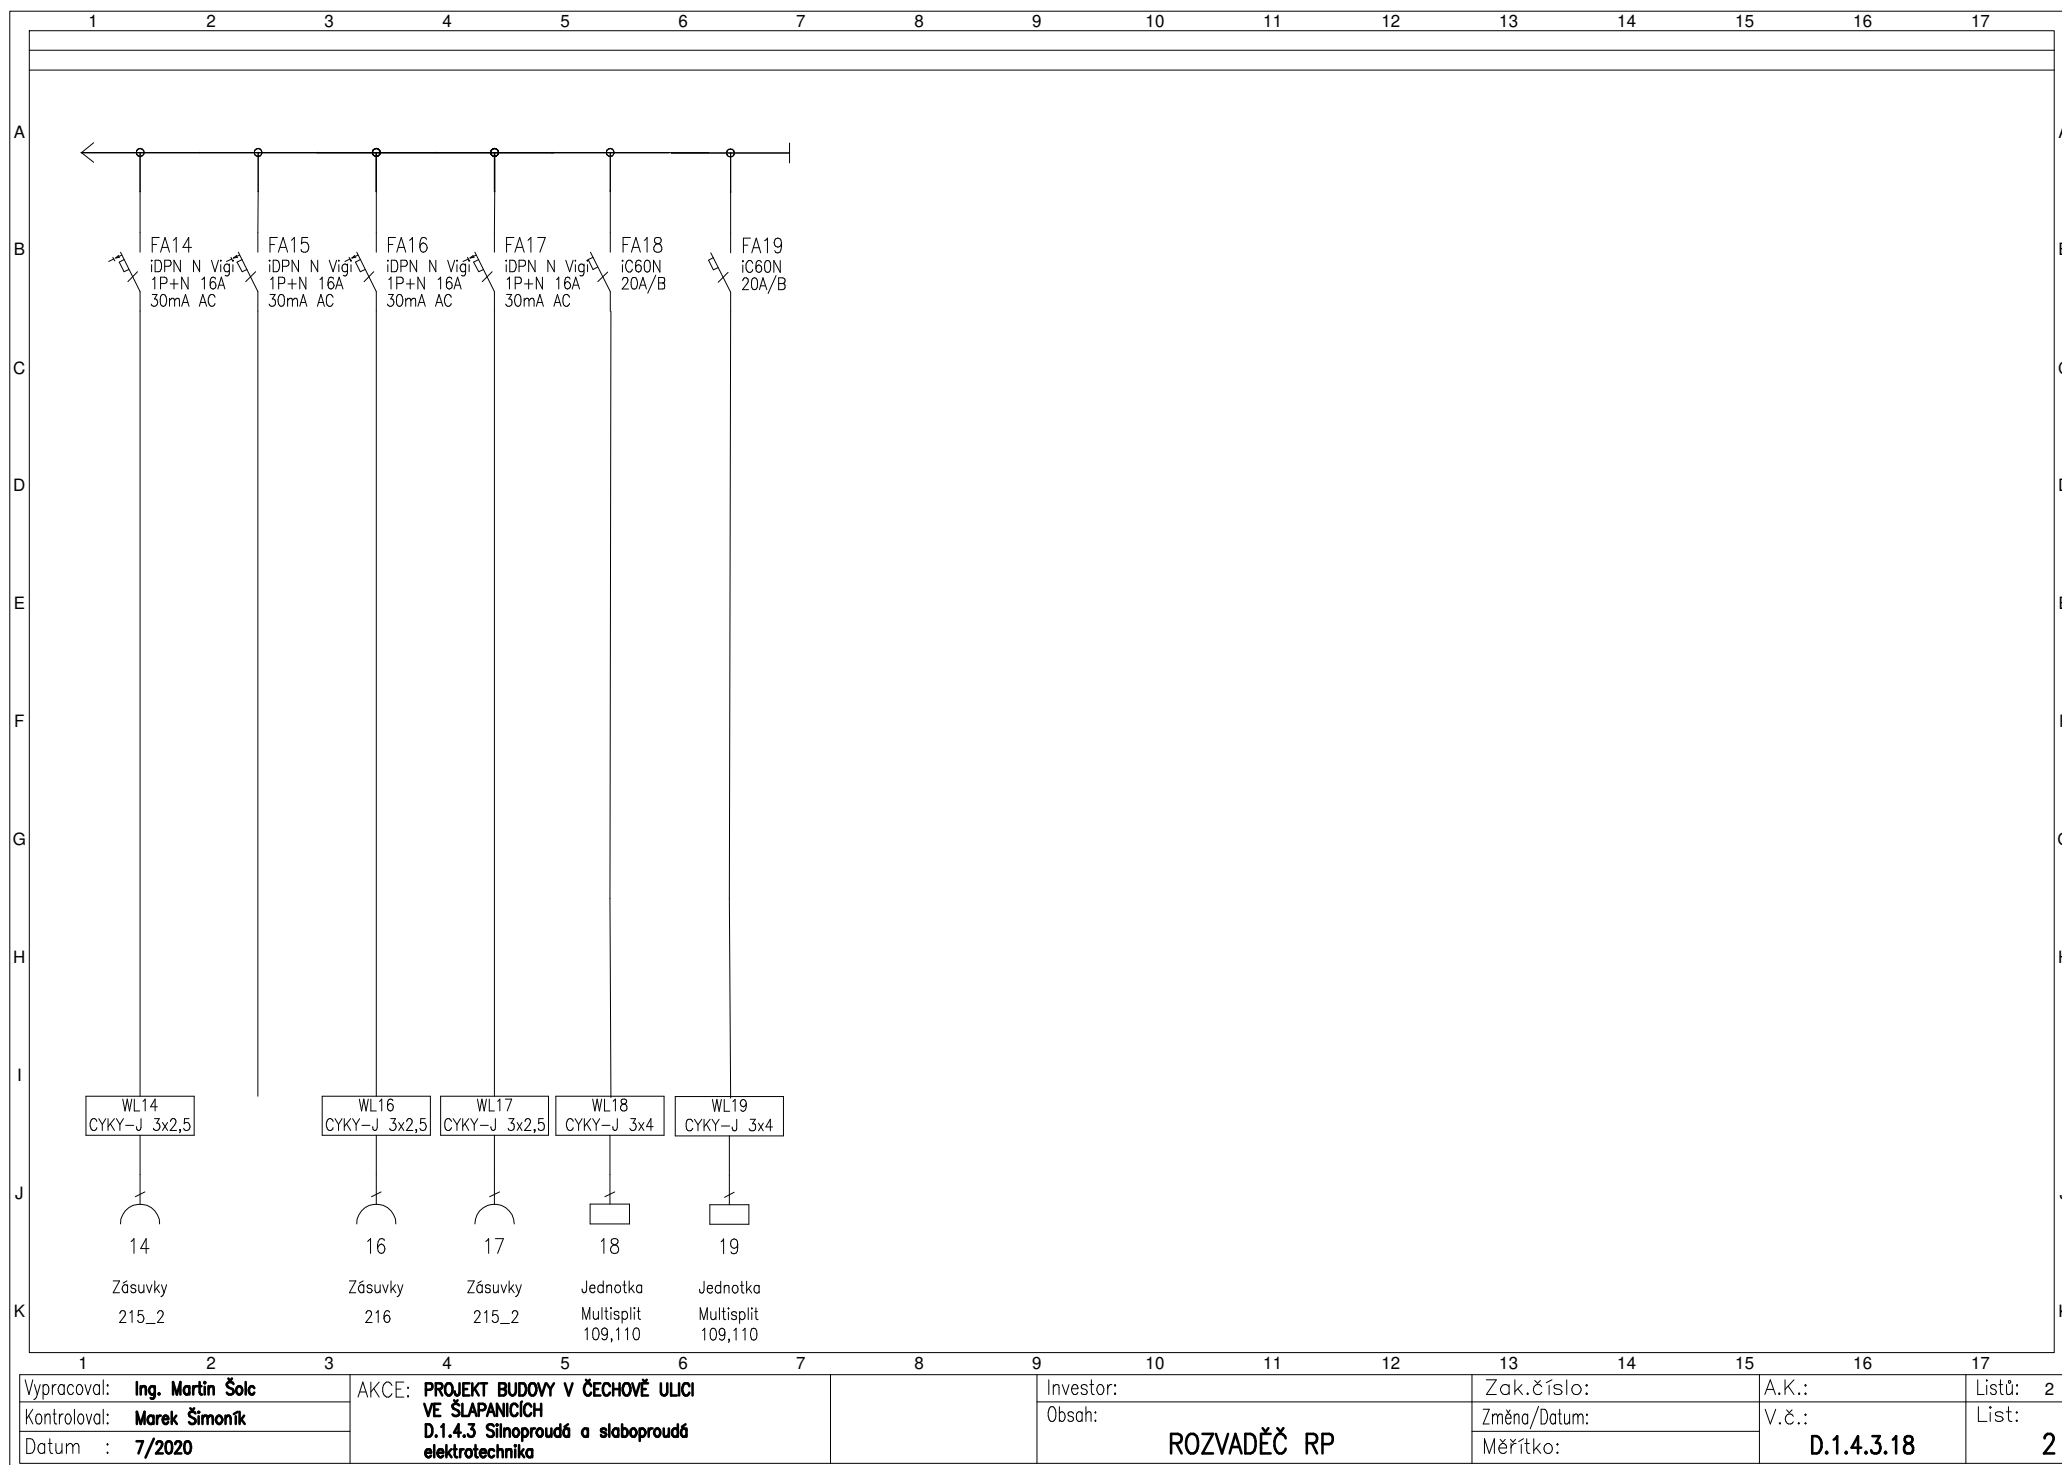 1 2 3 4 5 6 7 8 9 10 11 12 13 14 15 16 17
A
FA14
iDPN N Vigi
1P+N 16A
30mA AC
FA15
iDPN N Vigi
1P+N 16A
30mA AC
FA16
iDPN N Vigi
1P+N 16A
30mA AC
FA17
iDPN N Vigi
1P+N 16A
30mA AC
FA18
iC60N
20A/B
FA19
iC60N
20A/B
B
C
D
E
F
G
H
I
WL14
CYKY-J 3x2,5
WL16
CYKY-J 3x2,5
WL17
CYKY-J 3x2,5
WL18
CYKY-J 3x4
WL19
CYKY-J 3x4
J
14
Zásuvky
215_2
16
Zásuvky
216
17
Zásuvky
215_2
18
Jednotka
Multisplit
109,110
19
Jednotka
Multisplit
109,110
K
1 2 3 4 5 6 7 8 9 10 11 12 13 14 15 16 17
Vypracoval: Ing. Martin Šolc
Kontroloval: Marek Šimoník
Datum : 7/2020
AKCE: PROJEKT BUDOVY V ČECHOVĚ ULICI
VE ŠLAPANICÍCH
D.1.4.3 Silnoproudá a slaboproudá
elektrotechnika
Investor:
Obsah:
ROZVADĚČ RP
Zak.číslo:
Změna/Datum:
Měřítko:
A.K.:
V.č.:
D.1.4.3.18
Listů: 2
List:
2